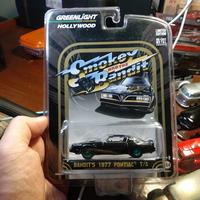 GREENLIGHT
HOLLYWOOD
Smokey
AND THE
Bandit
BANDIT'S 1977 PONTIAC T/A